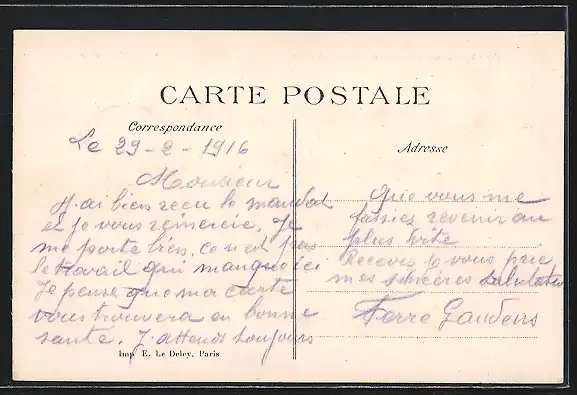 CARTE POSTALE
Correspondance
Le 29-2-1916
Monsieur
J'ai bien recu le mandat
et je vous remercie. Je
me porte bien. ce n'est pas
le travail qui manque ici
Je pense que ma carte
vous trouvera en bonne
santé. J'attends toujours
Imp. E. Le Deley, Paris
Adresse
Que vous me
fassiez revenir au
plus vite
Recevez je vous prie
mes sincères salutations
Ferre Gaudens